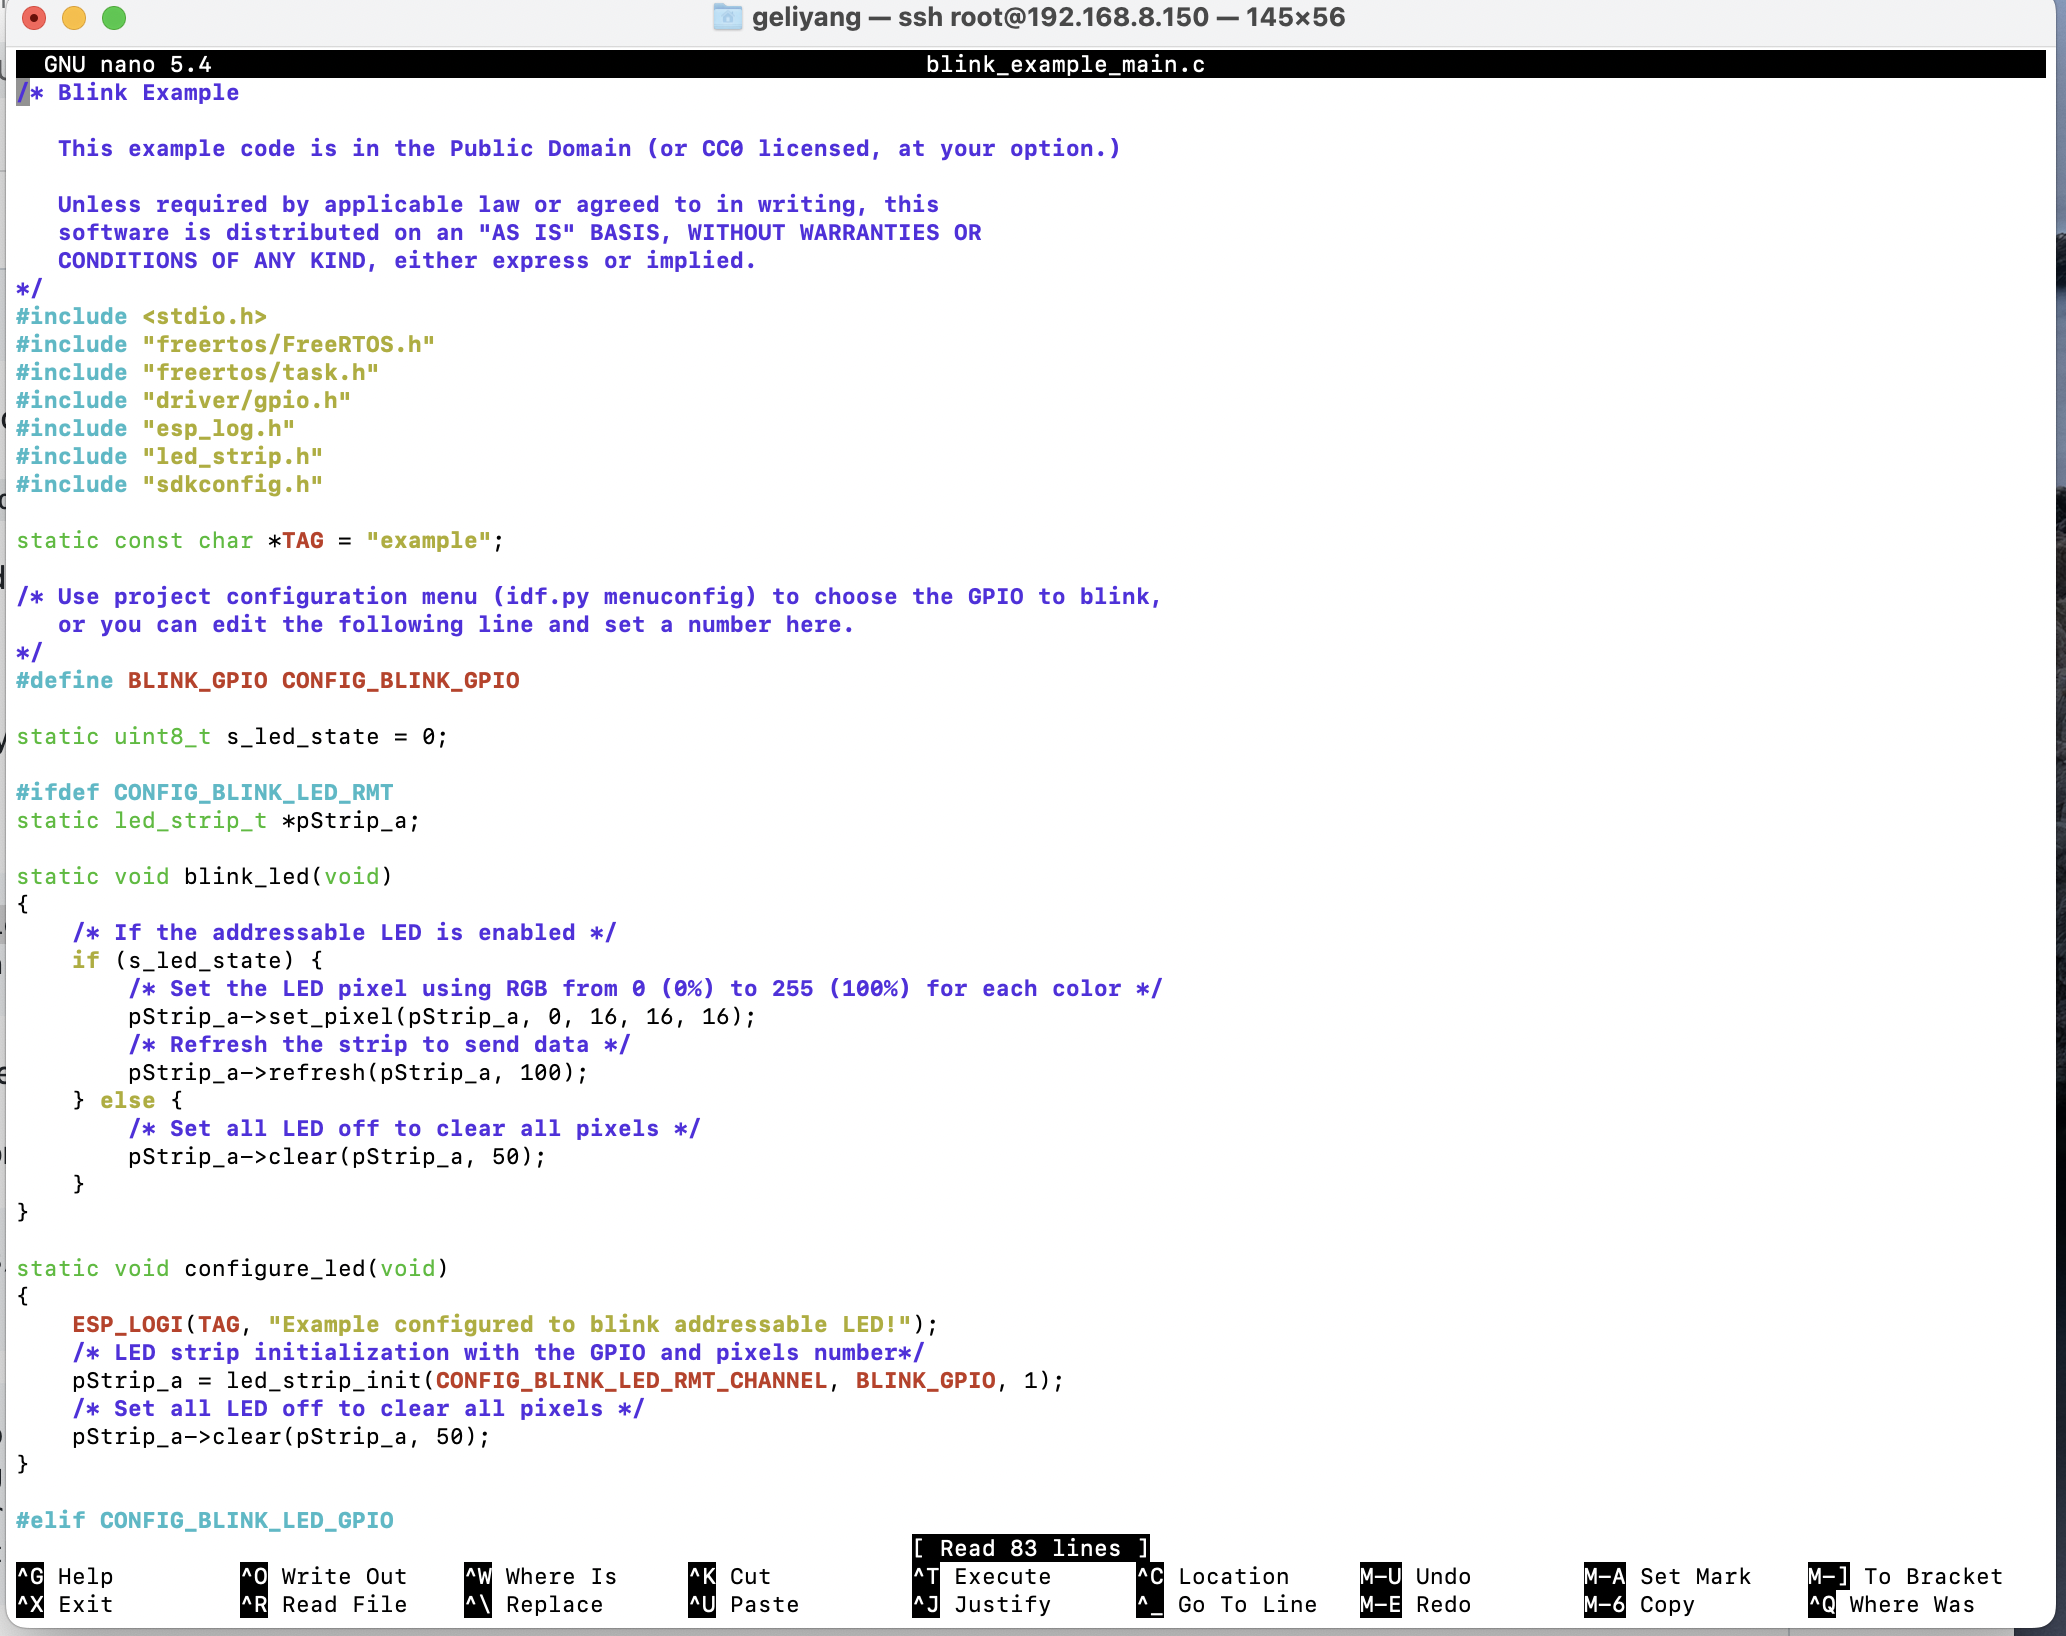 geliyang — ssh root@192.168.8.150 — 145×56
GNU nano 5.4 blink_example_main.c
/* Blink Example
This example code is in the Public Domain (or CC0 licensed, at your option.)
Unless required by applicable law or agreed to in writing, this
software is distributed on an "AS IS" BASIS, WITHOUT WARRANTIES OR
CONDITIONS OF ANY KIND, either express or implied.
*/
#include <stdio.h>
#include "freertos/FreeRTOS.h"
#include "freertos/task.h"
#include "driver/gpio.h"
#include "esp_log.h"
#include "led_strip.h"
#include "sdkconfig.h"
static const char *TAG = "example";
/* Use project configuration menu (idf.py menuconfig) to choose the GPIO to blink,
or you can edit the following line and set a number here.
*/
#define BLINK_GPIO CONFIG_BLINK_GPIO
static uint8_t s_led_state = 0;
#ifdef CONFIG_BLINK_LED_RMT
static led_strip_t *pStrip_a;
static void blink_led(void)
{
/* If the addressable LED is enabled */
if (s_led_state) {
/* Set the LED pixel using RGB from 0 (0%) to 255 (100%) for each color */
pStrip_a->set_pixel(pStrip_a, 0, 16, 16, 16);
/* Refresh the strip to send data */
pStrip_a->refresh(pStrip_a, 100);
} else {
/* Set all LED off to clear all pixels */
pStrip_a->clear(pStrip_a, 50);
}
}
static void configure_led(void)
{
ESP_LOGI(TAG, "Example configured to blink addressable LED!");
/* LED strip initialization with the GPIO and pixels number*/
pStrip_a = led_strip_init(CONFIG_BLINK_LED_RMT_CHANNEL, BLINK_GPIO, 1);
/* Set all LED off to clear all pixels */
pStrip_a->clear(pStrip_a, 50);
}
#elif CONFIG_BLINK_LED_GPIO
[ Read 83 lines ]
^G Help ^O Write Out ^W Where Is ^K Cut ^T Execute ^C Location M-U Undo M-A Set Mark M-] To Bracket
^X Exit ^R Read File ^\ Replace ^U Paste ^J Justify ^_ Go To Line M-E Redo M-6 Copy ^Q Where Was